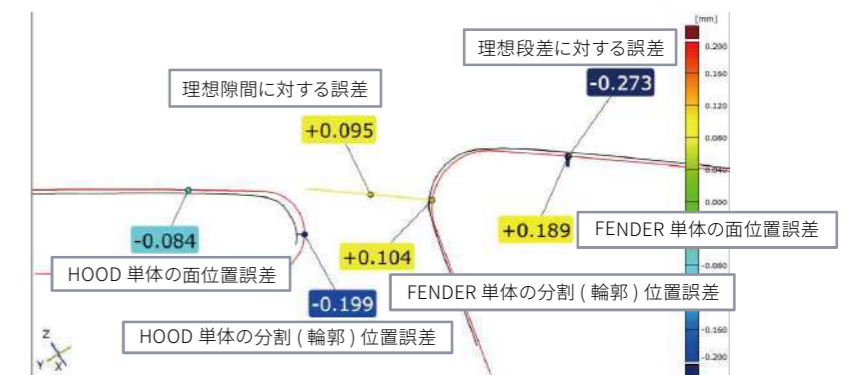 [mm]
理想段差に対する誤差
0.200
-0.273
0.160
理想隙間に対する誤差
0.120
+0.095
0.080
0.040
0.000
-0.084
+0.104
+0.189
FENDER 単体の面位置誤差
HOOD 単体の面位置誤差
-0.080
FENDER 単体の分割 ( 輪郭 ) 位置誤差
-0.199
HOOD 単体の分割 ( 輪郭 ) 位置誤差
-0.160
-0.200
Z
Y
X